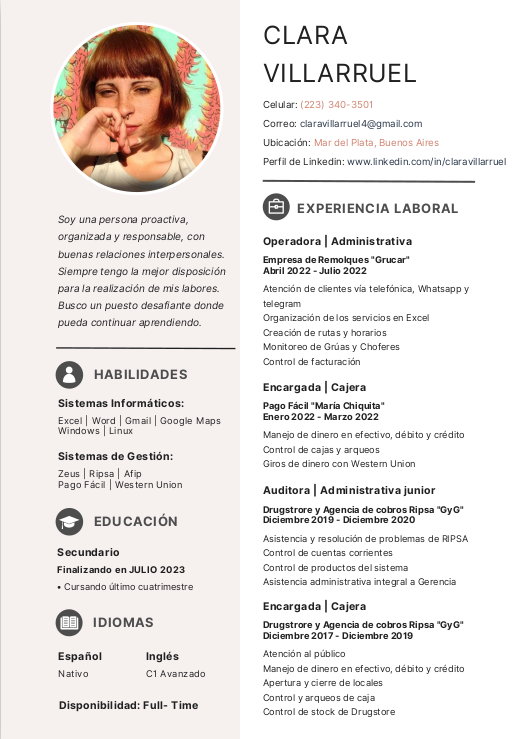 CLARA
VILLARRUEL
Celular: (223) 340-3501
Correo: claravillarruel4@gmail.com
Ubicación: Mar del Plata, Buenos Aires
Perfil de Linkedin: www.linkedin.com/in/claravillarruel
Soy una persona proactiva,
organizada y responsable, con
buenas relaciones interpersonales.
Siempre tengo la mejor disposición
para la realización de mis labores.
Busco un puesto desafiante donde
pueda continuar aprendiendo.
HABILIDADES
Sistemas Informáticos:
Excel | Word | Gmail | Google Maps
Windows | Linux
Sistemas de Gestión:
Zeus | Ripsa | Afip
Pago Fácil | Western Union
EDUCACIÓN
Secundario
Finalizando en JULIO 2023
• Cursando último cuatrimestre
IDIOMAS
Español Inglés
Nativo C1 Avanzado
Disponibilidad: Full- Time
EXPERIENCIA LABORAL
Operadora | Administrativa
Empresa de Remolques "Grucar"
Abril 2022 - Julio 2022
Atención de clientes vía telefónica, Whatsapp y
telegram
Organización de los servicios en Excel
Creación de rutas y horarios
Monitoreo de Grúas y Choferes
Control de facturación
Encargada | Cajera
Pago Fácil "María Chiquita"
Enero 2022 - Marzo 2022
Manejo de dinero en efectivo, débito y crédito
Control de cajas y arqueos
Giros de dinero con Western Union
Auditora | Administrativa junior
Drugstrore y Agencia de cobros Ripsa "GyG"
Diciembre 2019 - Diciembre 2020
Asistencia y resolución de problemas de RIPSA
Control de cuentas corrientes
Control de productos del sistema
Asistencia administrativa integral a Gerencia
Encargada | Cajera
Drugstrore y Agencia de cobros Ripsa "GyG"
Diciembre 2017 - Diciembre 2019
Atención al público
Manejo de dinero en efectivo, débito y crédito
Apertura y cierre de locales
Control y arqueos de caja
Control de stock de Drugstore